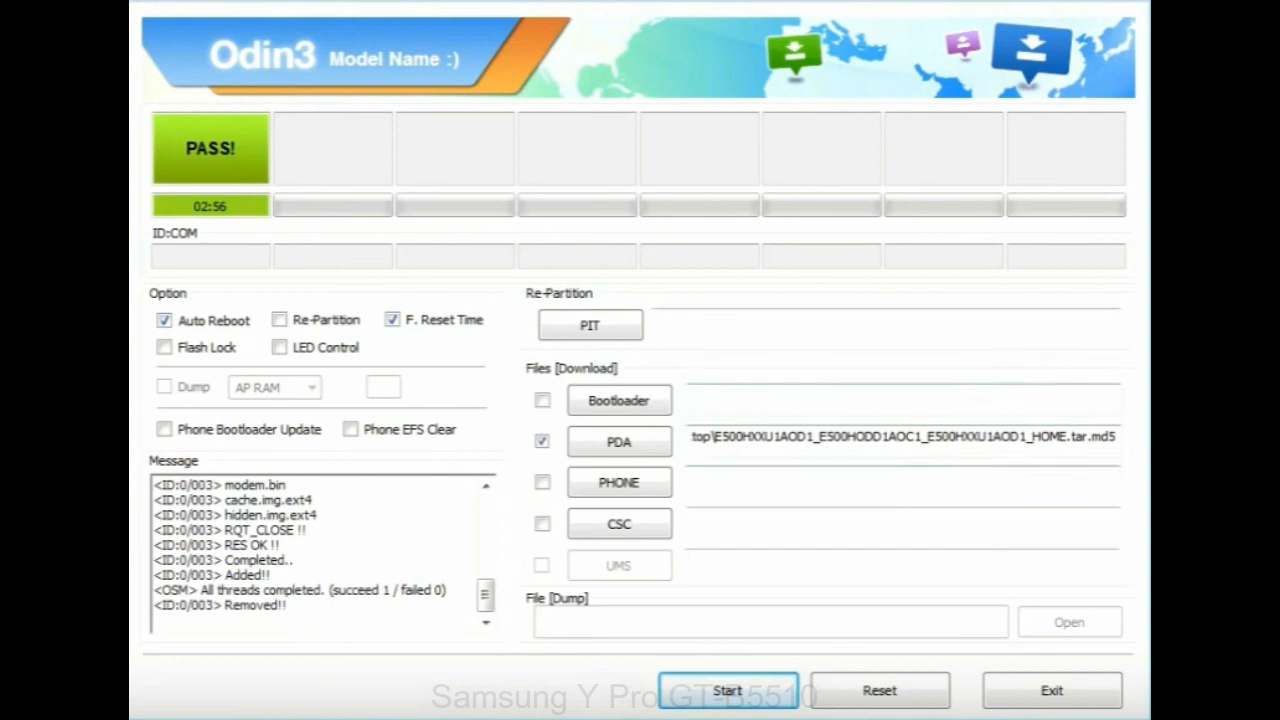 Odin3 Model Name :)
PASS!
02:56
ID:COM
Option
Auto Reboot Re-Partition F. Reset Time
Flash Lock LED Control
Dump AP RAM
Phone Bootloader Update Phone EFS Clear
Message
<ID:0/003> modem.bin
<ID:0/003> cache.img.ext4
<ID:0/003> hidden.img.ext4
<ID:0/003> RQT_CLOSE !!
<ID:0/003> RES OK !!
<ID:0/003> Completed..
<ID:0/003> Added!!
<OSM> All threads completed. (succeed 1 / failed 0)
<ID:0/003> Removed!!
Re-Partition
PIT
Files [Download]
Bootloader
PDA top\E500HXXU1AOD1_E500HODD1AOC1_E500HXXU1AOD1_HOME.tar.md5
PHONE
CSC
UMS
File [Dump]
Open
Start Reset Exit
Samsung Y Pro GT-B5510